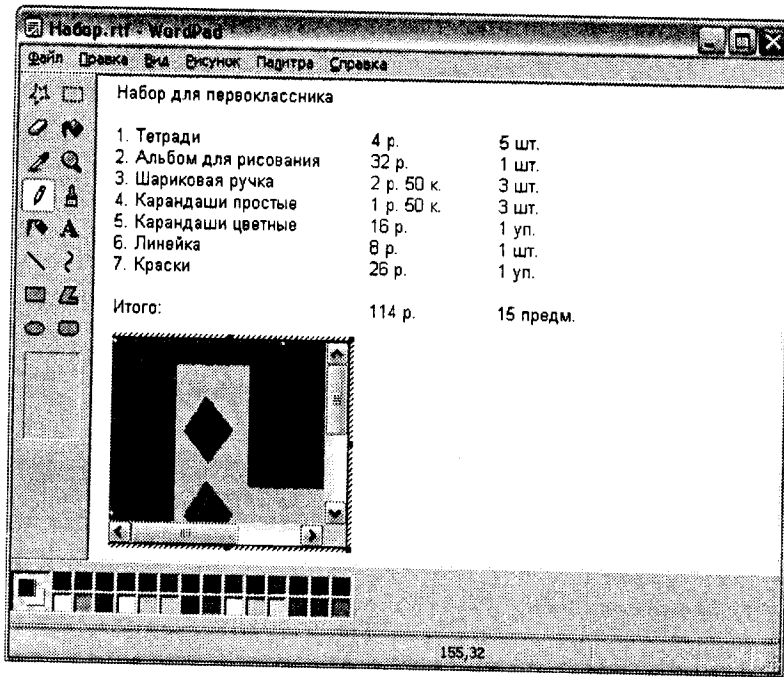 Набор.rtf - WordPad
Файл Правка Вид Рисунок Палитра Справка
Набор для первоклассника
1. Тетради 4 р. 5 шт.
2. Альбом для рисования 32 р. 1 шт.
3. Шариковая ручка 2 р. 50 к. 3 шт.
4. Карандаши простые 1 р. 50 к. 3 шт.
5. Карандаши цветные 16 р. 1 уп.
6. Линейка 8 р. 1 шт.
7. Краски 26 р. 1 уп.
Итого: 114 р. 15 предм.
A
155,32